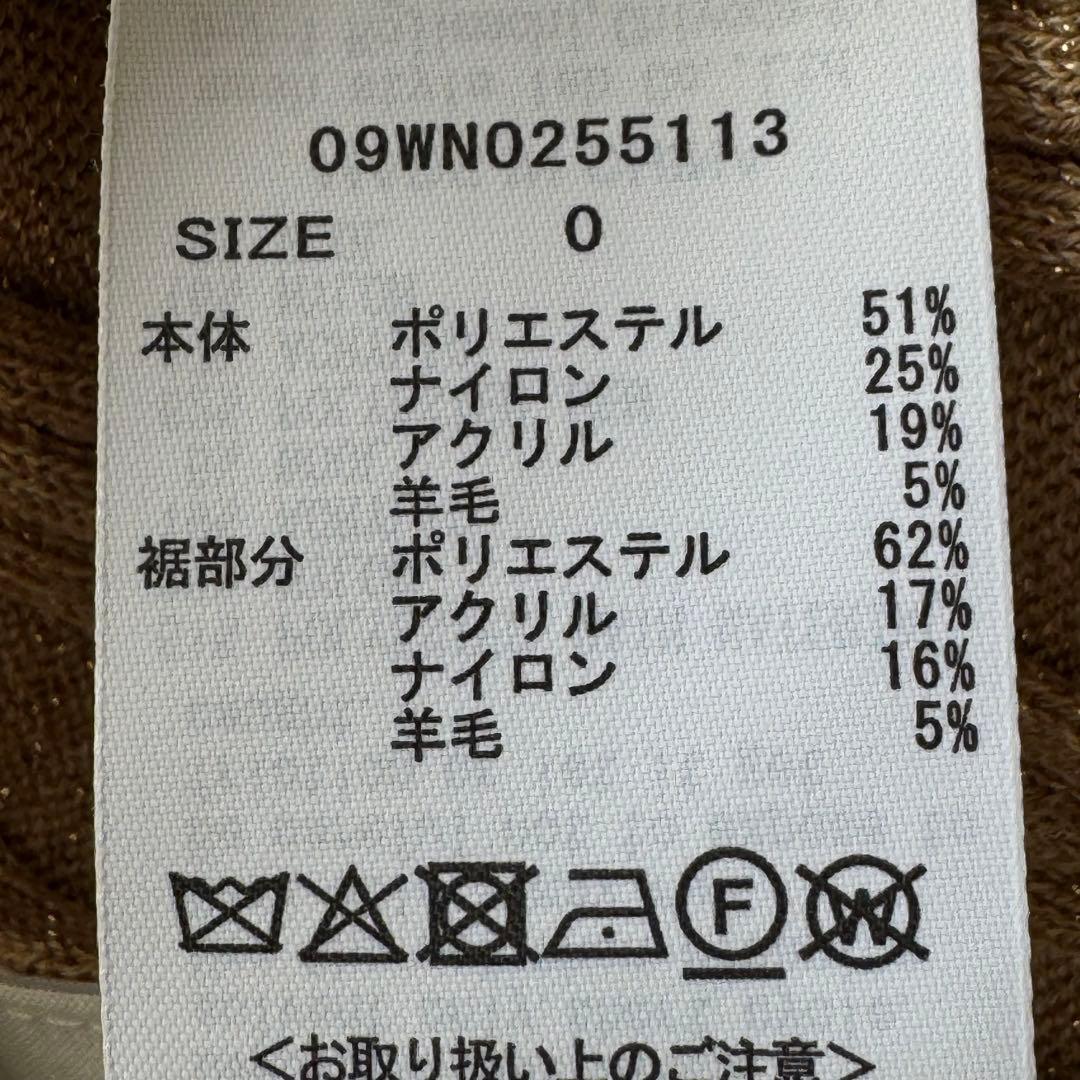 09WNO255113
SIZE 0
本体 ポリエステル 51%
ナイロン 25%
アクリル 19%
羊毛 5%
裾部分 ポリエステル 62%
アクリル 17%
ナイロン 16%
羊毛 5%
F W
<お取り扱い上のご注意>